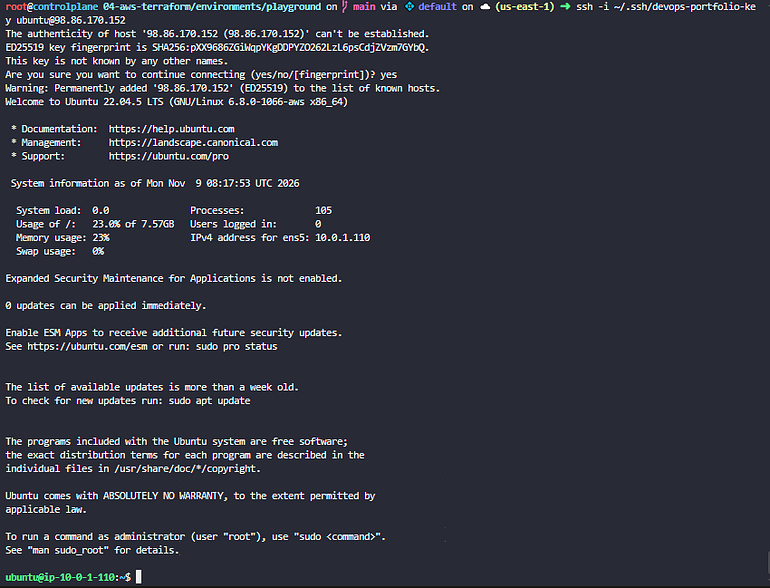 root@controlplane 04-aws-terraform/environments/playground on main via default on (us-east-1) → ssh -i ~/.ssh/devops-portfolio-ke
y ubuntu@98.86.170.152
The authenticity of host '98.86.170.152 (98.86.170.152)' can't be established.
ED25519 key fingerprint is SHA256:pXX9686ZGiWqpYKgDDPYZO262LzL6psCdjZVzm7GYbQ.
This key is not known by any other names.
Are you sure you want to continue connecting (yes/no/[fingerprint])? yes
Warning: Permanently added '98.86.170.152' (ED25519) to the list of known hosts.
Welcome to Ubuntu 22.04.5 LTS (GNU/Linux 6.8.0-1066-aws x86_64)
* Documentation: https://help.ubuntu.com
* Management: https://landscape.canonical.com
* Support: https://ubuntu.com/pro
System information as of Mon Nov 9 08:17:53 UTC 2026
System load: 0.0 Processes: 105
Usage of /: 23.0% of 7.57GB Users logged in: 0
Memory usage: 23% IPv4 address for ens5: 10.0.1.110
Swap usage: 0%
Expanded Security Maintenance for Applications is not enabled.
0 updates can be applied immediately.
Enable ESM Apps to receive additional future security updates.
See https://ubuntu.com/esm or run: sudo pro status
The list of available updates is more than a week old.
To check for new updates run: sudo apt update
The programs included with the Ubuntu system are free software;
the exact distribution terms for each program are described in the
individual files in /usr/share/doc/*/copyright.
Ubuntu comes with ABSOLUTELY NO WARRANTY, to the extent permitted by
applicable law.
To run a command as administrator (user "root"), use "sudo <command>".
See "man sudo_root" for details.
ubuntu@ip-10-0-1-110:~$